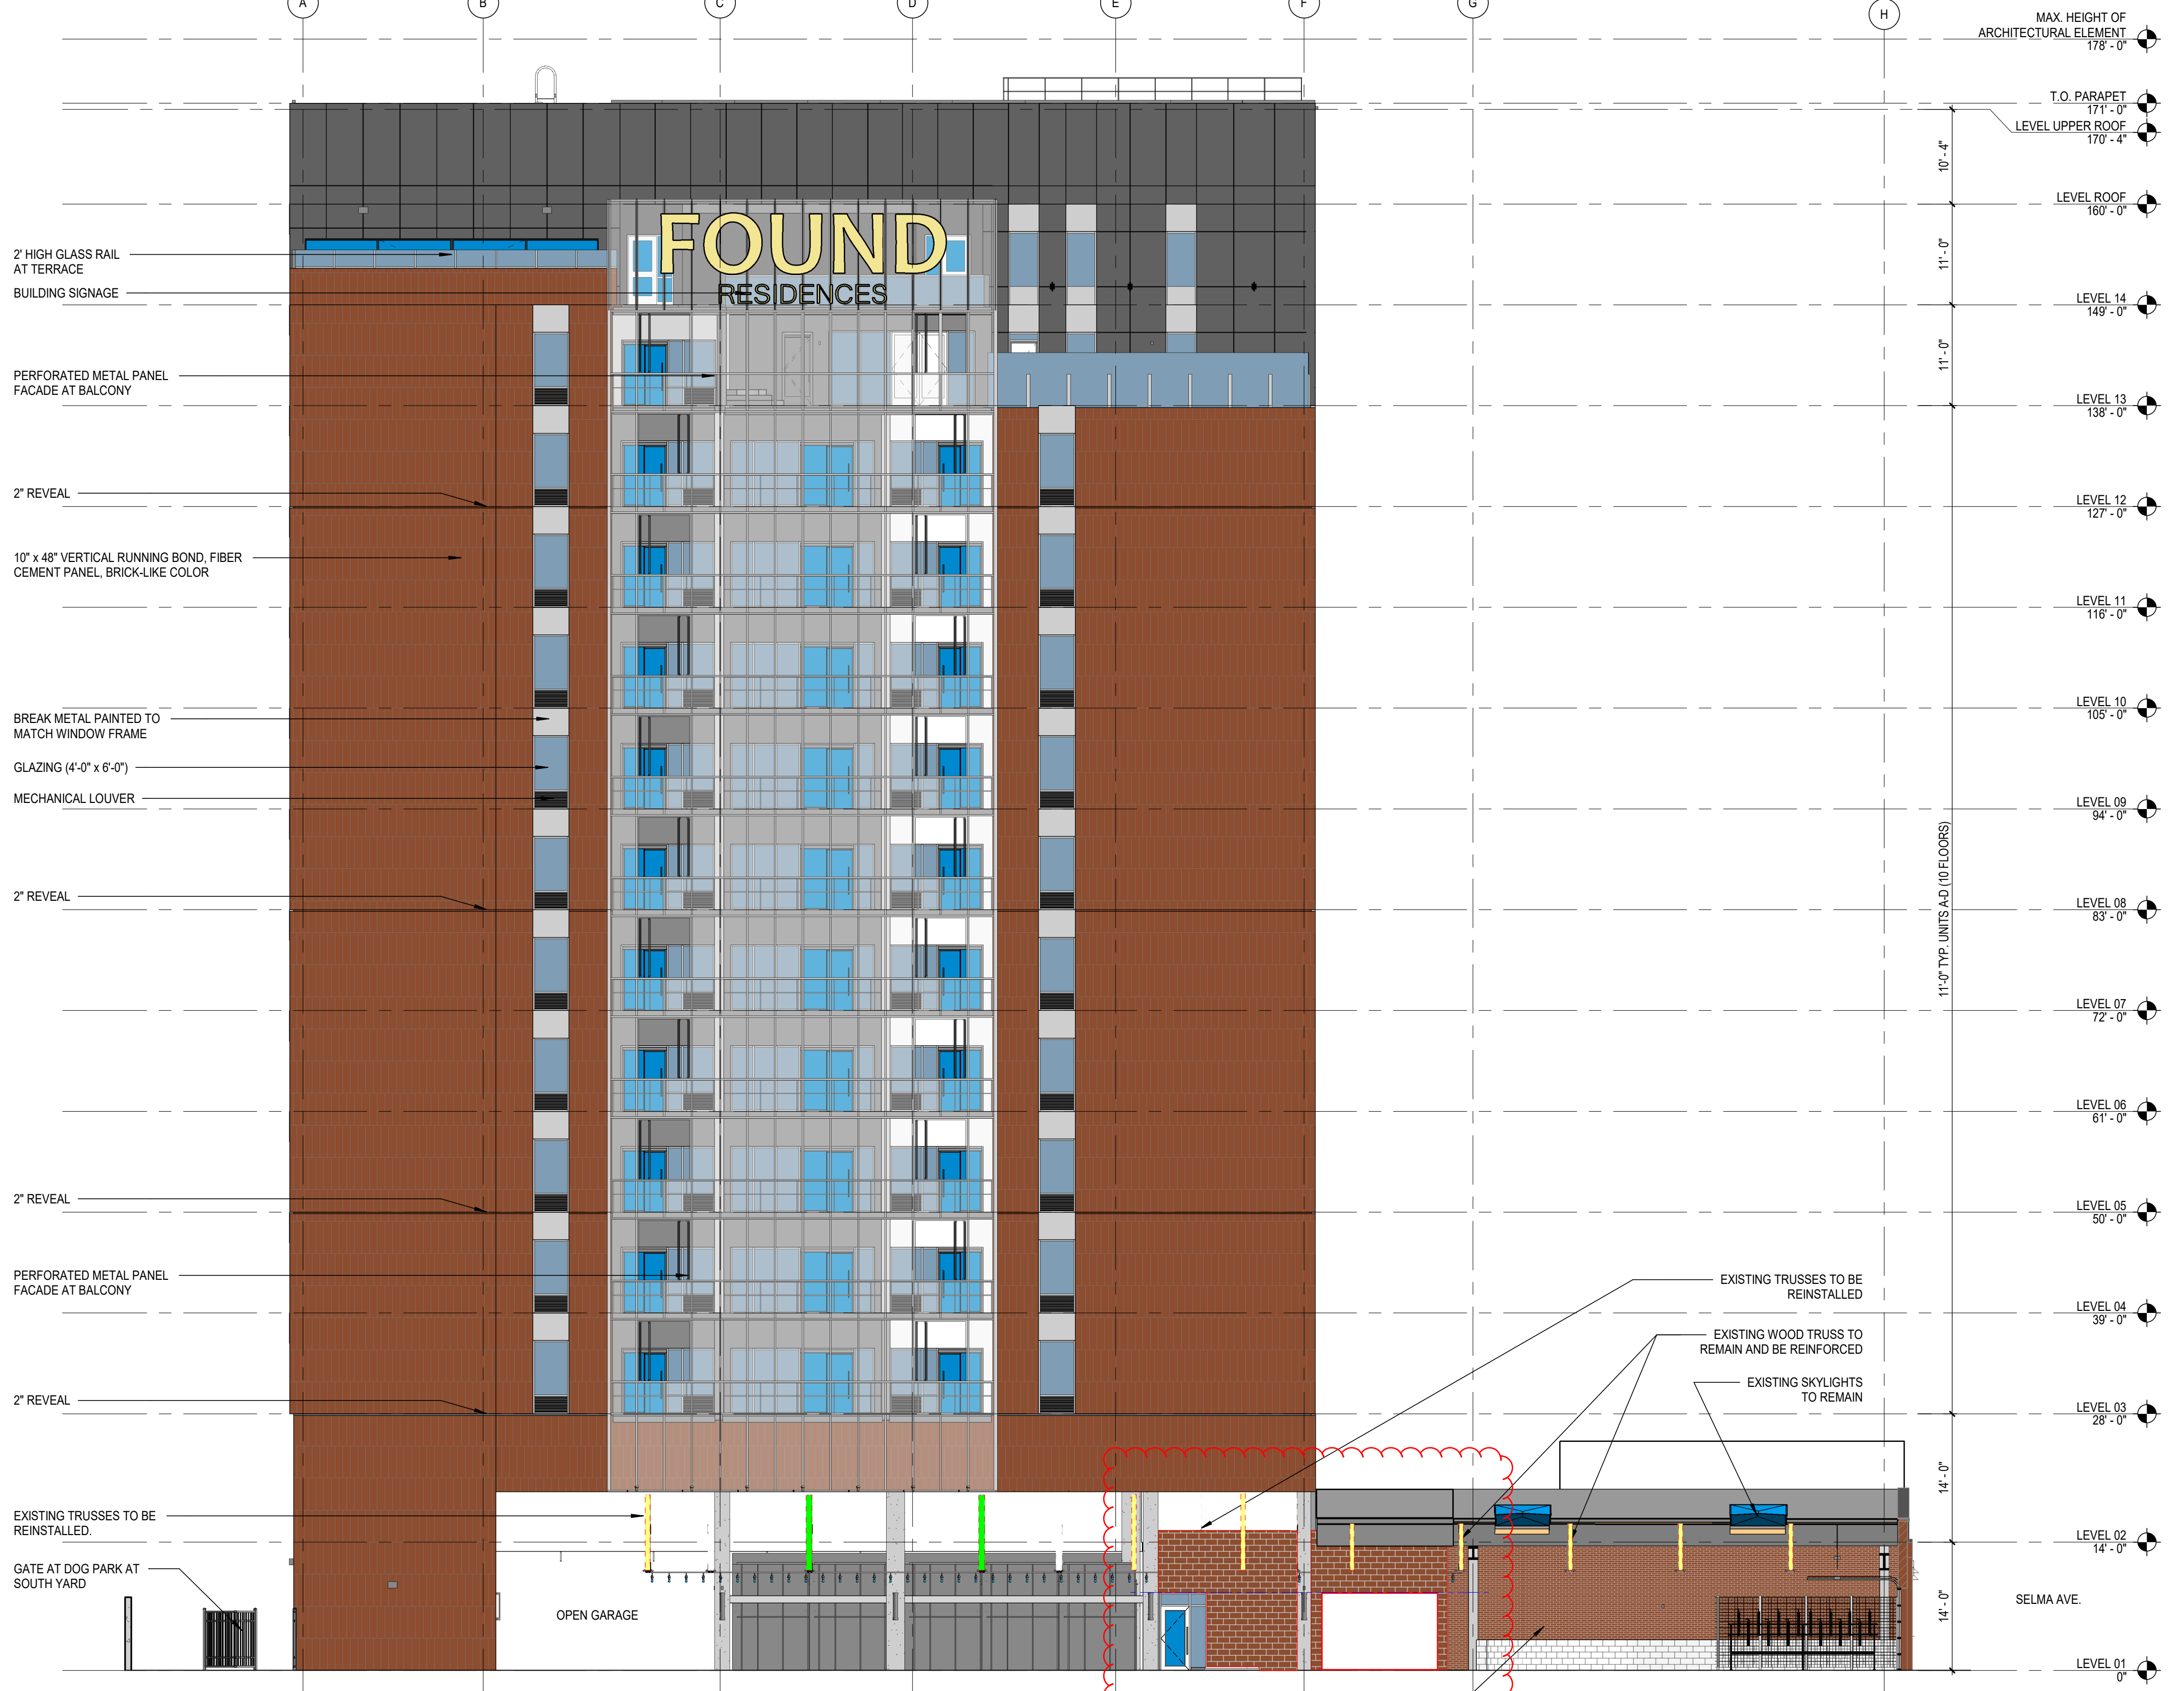 A
B
C
D
E
F
G
H
MAX. HEIGHT OF
ARCHITECTURAL ELEMENT
178' - 0"
T.O. PARAPET
171' - 0"
LEVEL UPPER ROOF
170' - 4"
10' - 4"
LEVEL ROOF
160' - 0"
FOUND
RESIDENCES
2' HIGH GLASS RAIL
AT TERRACE
11' - 0"
BUILDING SIGNAGE
LEVEL 14
149' - 0"
11' - 0"
PERFORATED METAL PANEL
FACADE AT BALCONY
LEVEL 13
138' - 0"
2" REVEAL
LEVEL 12
127' - 0"
10" x 48" VERTICAL RUNNING BOND, FIBER
CEMENT PANEL, BRICK-LIKE COLOR
LEVEL 11
116' - 0"
BREAK METAL PAINTED TO
MATCH WINDOW FRAME
LEVEL 10
105' - 0"
GLAZING (4'-0" x 6'-0")
MECHANICAL LOUVER
LEVEL 09
94' - 0"
11'-0" TYP. UNITS A-D (10 FLOORS)
2" REVEAL
LEVEL 08
83' - 0"
LEVEL 07
72' - 0"
LEVEL 06
61' - 0"
2" REVEAL
LEVEL 05
50' - 0"
PERFORATED METAL PANEL
FACADE AT BALCONY
EXISTING TRUSSES TO BE
REINSTALLED
LEVEL 04
39' - 0"
EXISTING WOOD TRUSS TO
REMAIN AND BE REINFORCED
EXISTING SKYLIGHTS
TO REMAIN
2" REVEAL
LEVEL 03
28' - 0"
14' - 0"
EXISTING TRUSSES TO BE
REINSTALLED.
LEVEL 02
14' - 0"
GATE AT DOG PARK AT
SOUTH YARD
OPEN GARAGE
14' - 0"
SELMA AVE.
LEVEL 01
0"